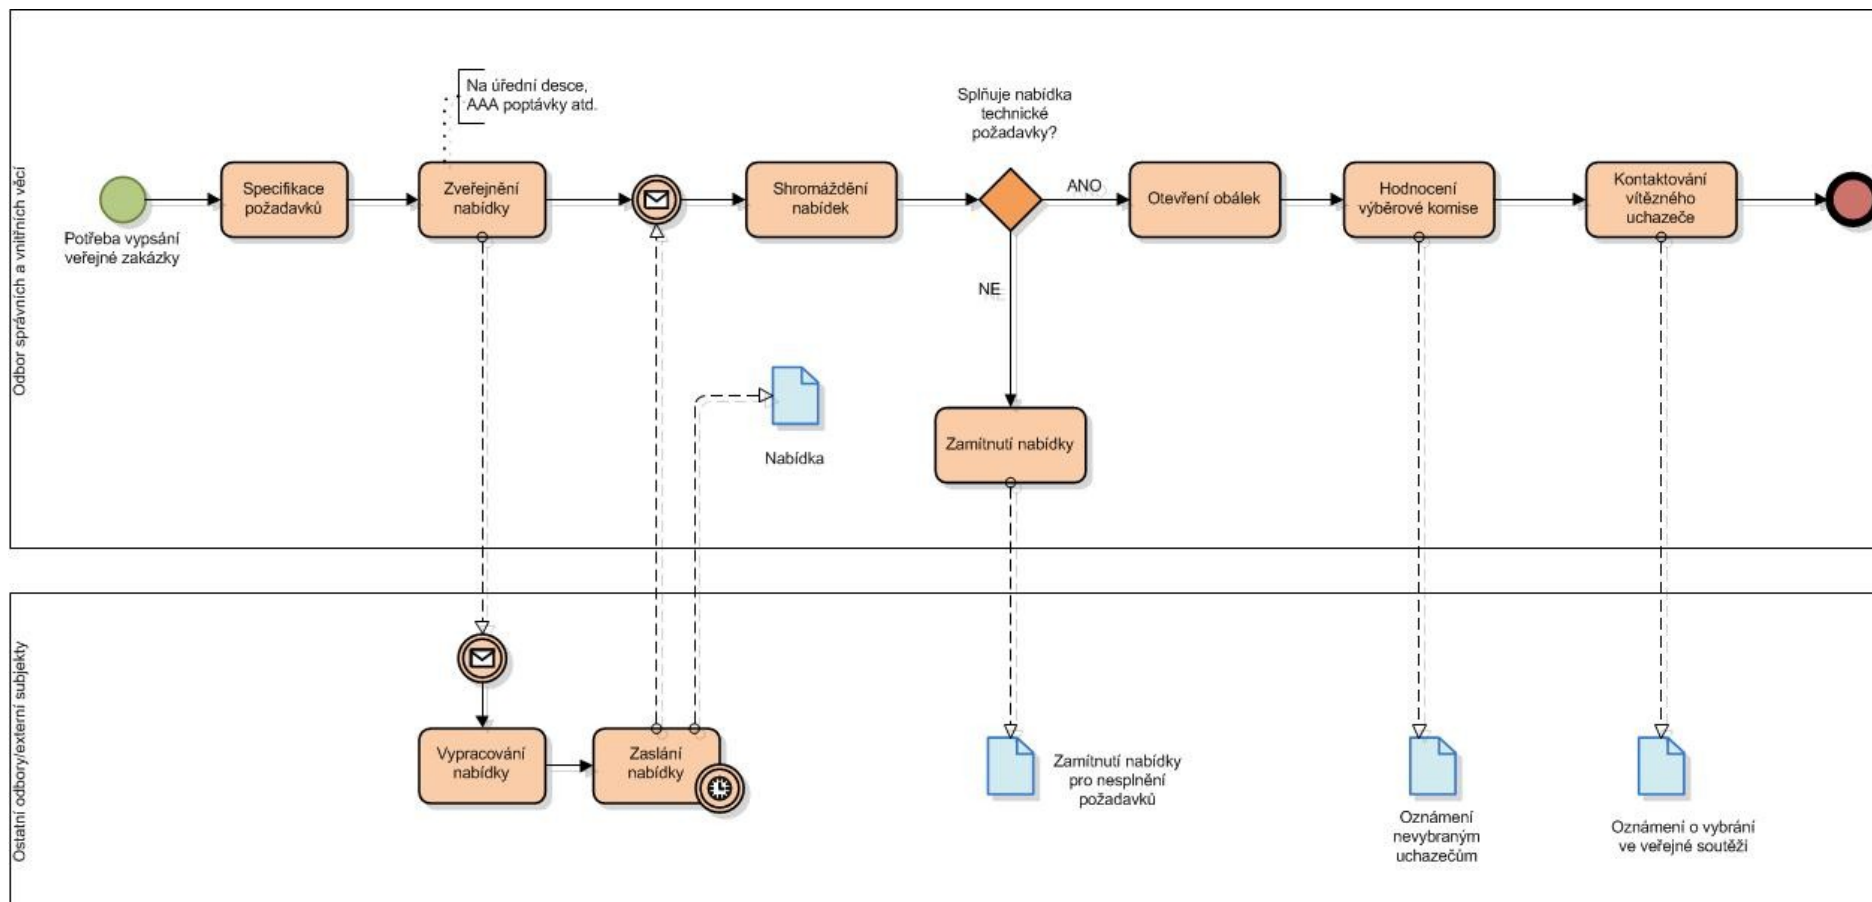 Odbor správních a vnitřních věcí
Na úřední desce,
AAA poptávky atd.
Splňuje nabídka
technické
požadavky?
Potřeba vypsání
veřejné zakázky
Specifikace
požadavků
Zveřejnění
nabídky
Shromáždění
nabídek
ANO
NE
Otevření obálek
Hodnocení
výběrové komise
Kontaktování
vítězného
uchazeče
Nabídka
Zamítnutí nabídky
Ostatní odbory/externí subjekty
Vypracování
nabídky
Zaslání
nabídky
Zamítnutí nabídky
pro nesplnění
požadavků
Oznámení
nevybraným
uchazečům
Oznámení o vybrání
ve veřejné soutěží